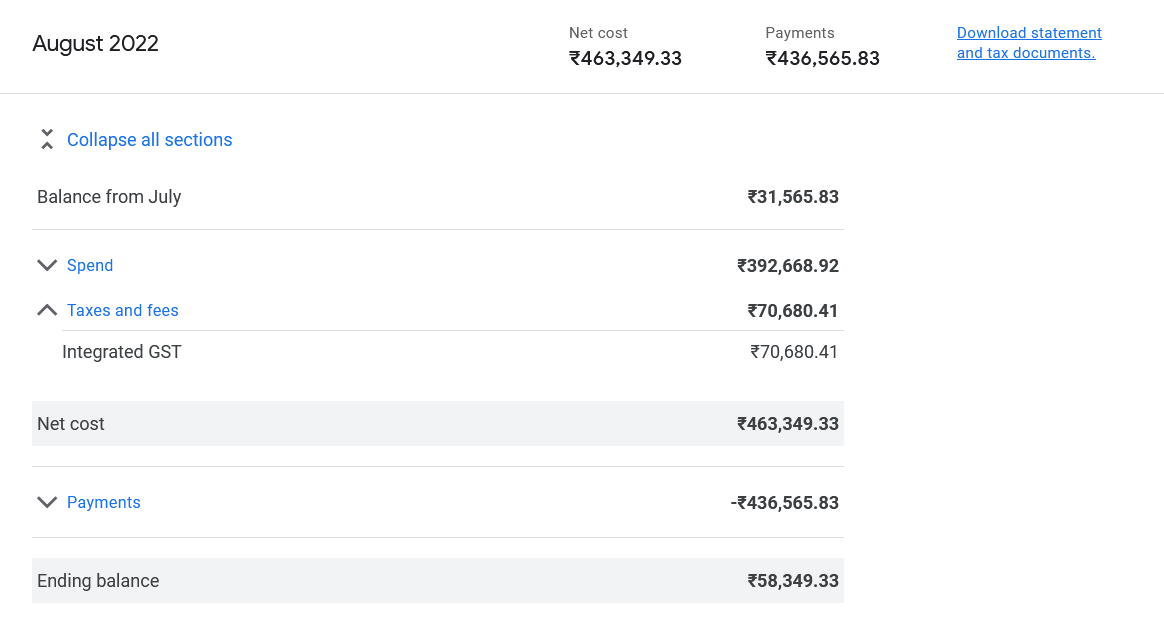 August 2022
Net cost
₹463,349.33
Payments
₹436,565.83
Download statement
and tax documents.
Collapse all sections
Balance from July ₹31,565.83
Spend ₹392,668.92
Taxes and fees ₹70,680.41
Integrated GST ₹70,680.41
Net cost ₹463,349.33
Payments -₹436,565.83
Ending balance ₹58,349.33